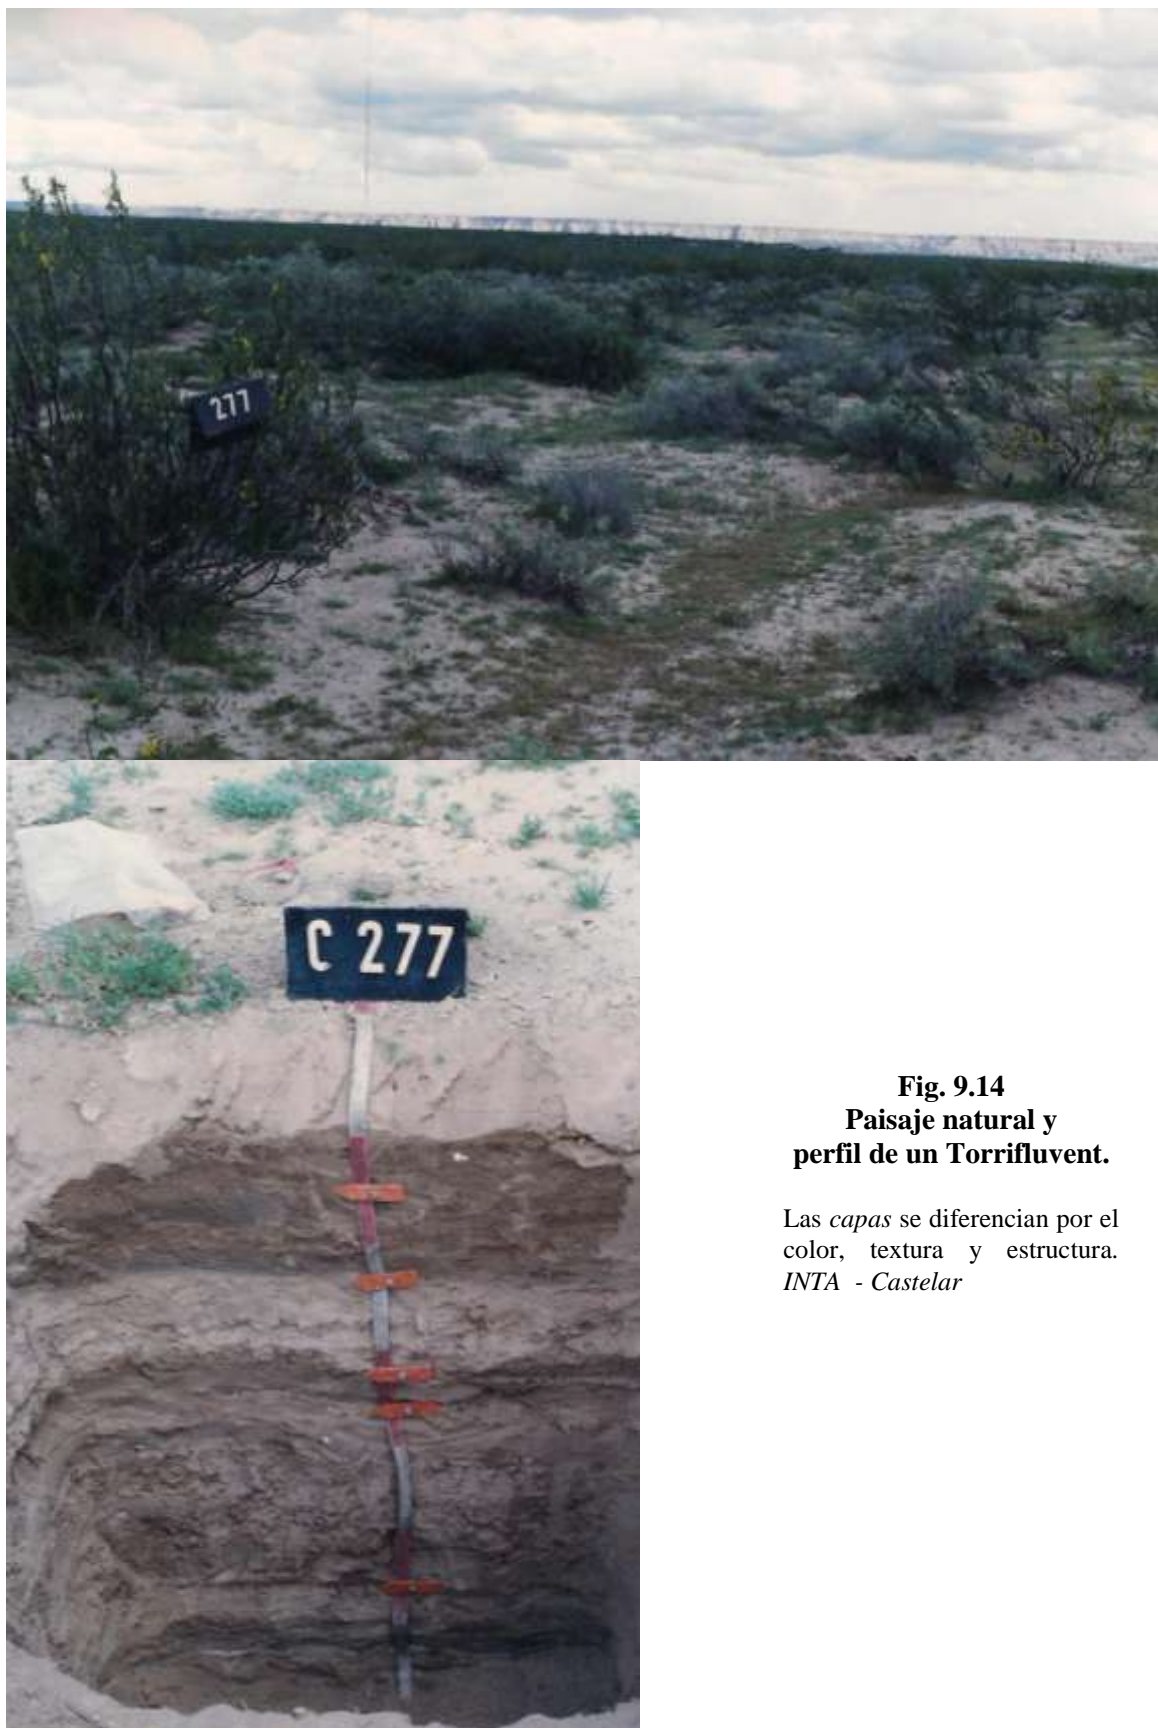 277
C 277
Fig. 9.14
Paisaje natural y
perfil de un Torrifluvent.
Las capas se diferencian por el
color, textura y estructura.
INTA - Castelar